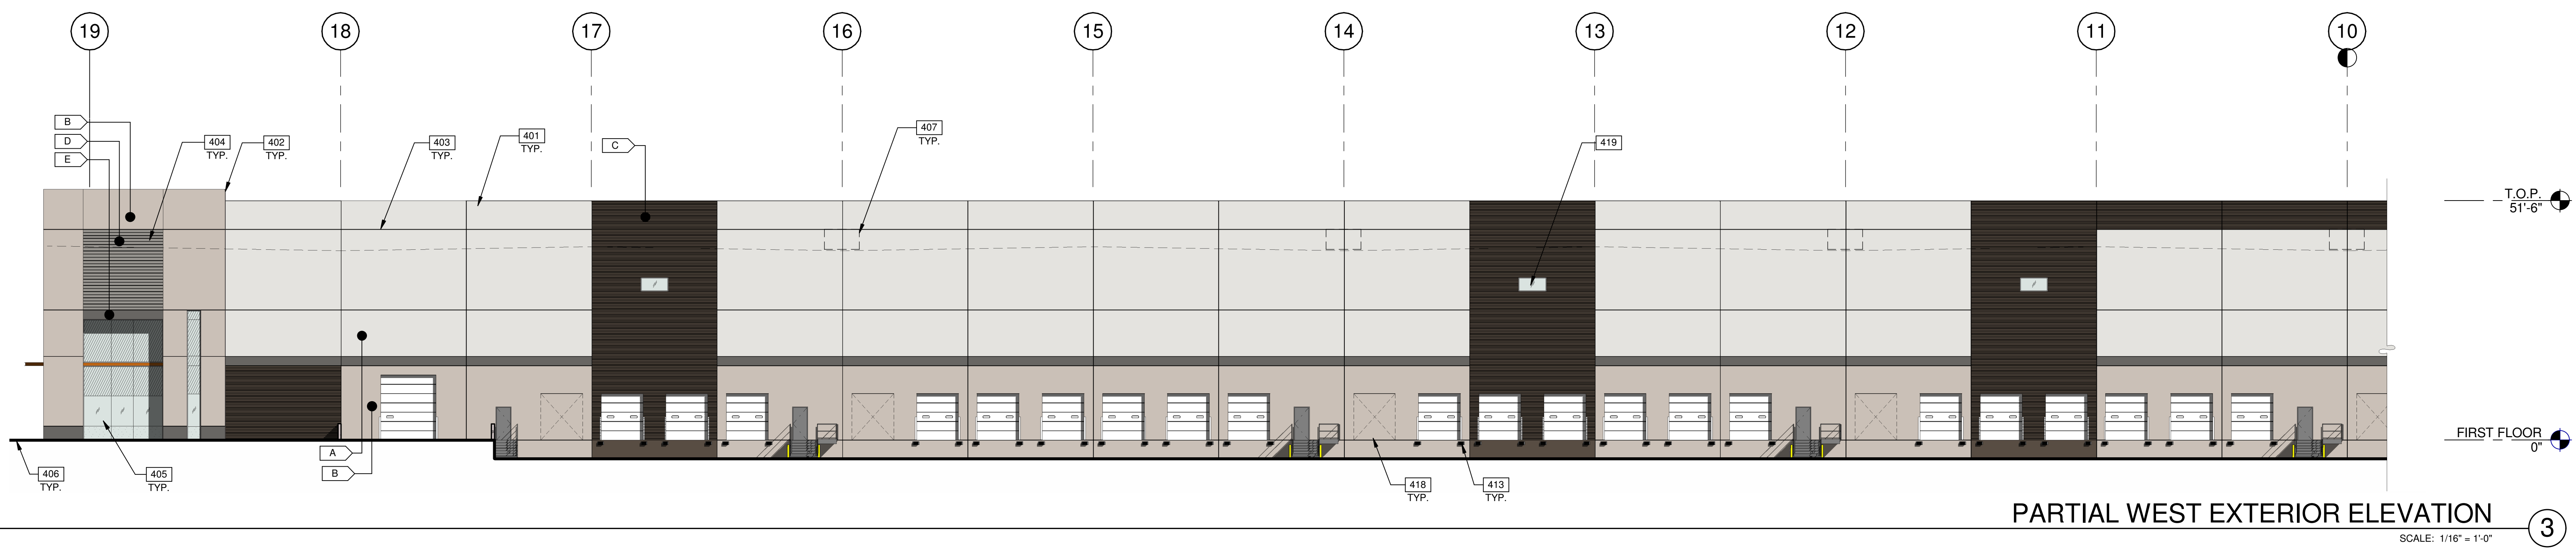 19 18 17 16 15 14 13 12 11 10
B
D
E
404
TYP.
402
TYP.
403
TYP.
401
TYP.
C
407
TYP.
419
T.O.P.
51'-6"
A
B
406
TYP.
405
TYP.
418
TYP.
413
TYP.
FIRST FLOOR
0"
PARTIAL WEST EXTERIOR ELEVATION
3
SCALE: 1/16" = 1'-0"